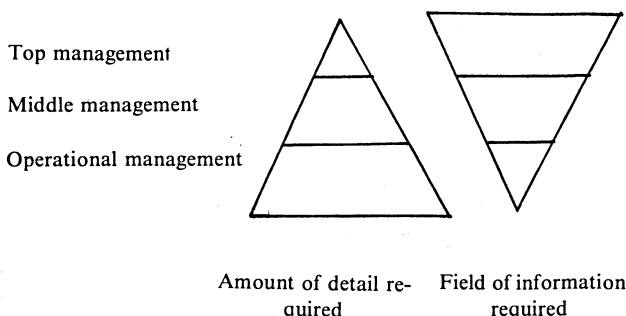 Top management
Middle management
Operational management
Amount of detail re-
quired
Field of information
required